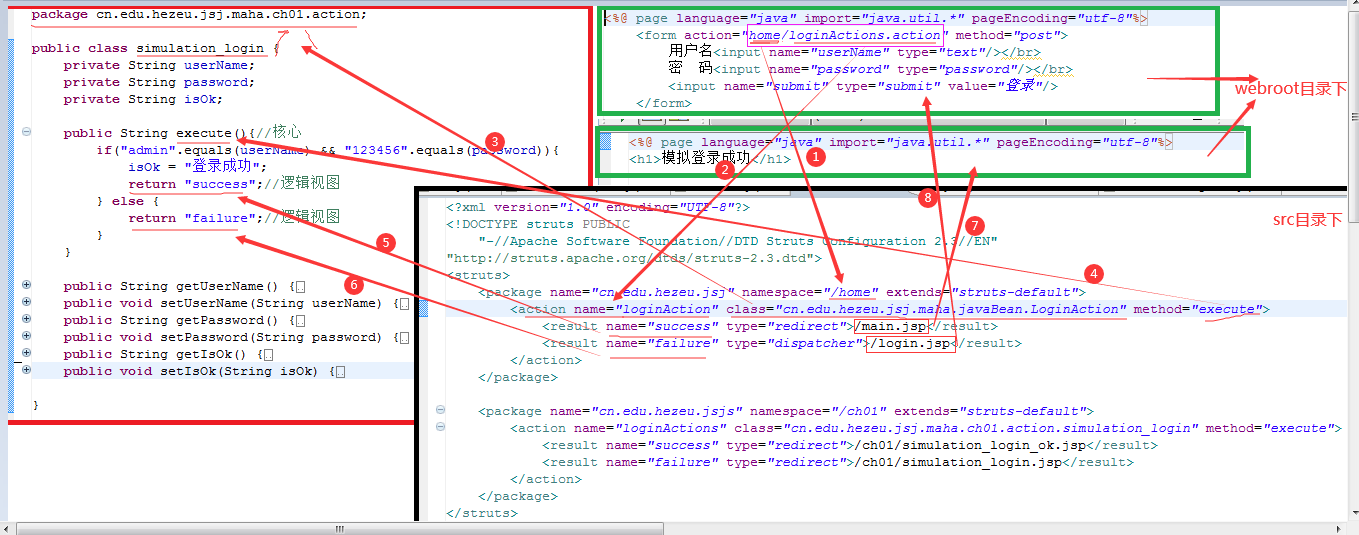 package cn.edu.hezeu.jsj.maha.ch01.action;
public class simulation_login {
private String userName;
private String password;
private String isOk;
public String execute(){//核心
if("admin".equals(userName) && "123456".equals(password)){
isOk = "登录成功";
return "success";//逻辑视图
} else {
return "failure";//逻辑视图
}
}
public String getUserName() {
public void setUserName(String userName) {
public String getPassword() {
public void setPassword(String password) {
public String getIsOk() {
public void setIsOk(String isOk) {
}
<%@ page language="java" import="java.util.*" pageEncoding="utf-8"%>
<form action="home/loginActions.action" method="post">
用户名<input name="userName" type="text"/></br>
密 码<input name="password" type="password"/></br>
<input name="submit" type="submit" value="登录"/>
</form>
webroot目录下
<%@ page language="java" import="java.util.*" pageEncoding="utf-8"%>
<h1>模拟登录成功</h1>
src目录下
<?xml version="1.0" encoding="UTF-8"?>
<!DOCTYPE struts PUBLIC
"-//Apache Software Foundation//DTD Struts Configuration 2.3//EN"
"http://struts.apache.org/dtds/struts-2.3.dtd">
<struts>
<package name="cn.edu.hezeu.jsj" namespace="/home" extends="struts-default">
<action name="loginAction" class="cn.edu.hezeu.jsj.maha.javaBean.LoginAction" method="execute">
<result name="success" type="redirect">/main.jsp</result>
<result name="failure" type="dispatcher">/login.jsp</result>
</action>
</package>
<package name="cn.edu.hezeu.jsjs" namespace="/ch01" extends="struts-default">
<action name="loginActions" class="cn.edu.hezeu.jsj.maha.ch01.action.simulation_login" method="execute">
<result name="success" type="redirect">/ch01/simulation_login_ok.jsp</result>
<result name="failure" type="redirect">/ch01/simulation_login.jsp</result>
</action>
</package>
</struts>
1
2
3
4
5
6
7
8